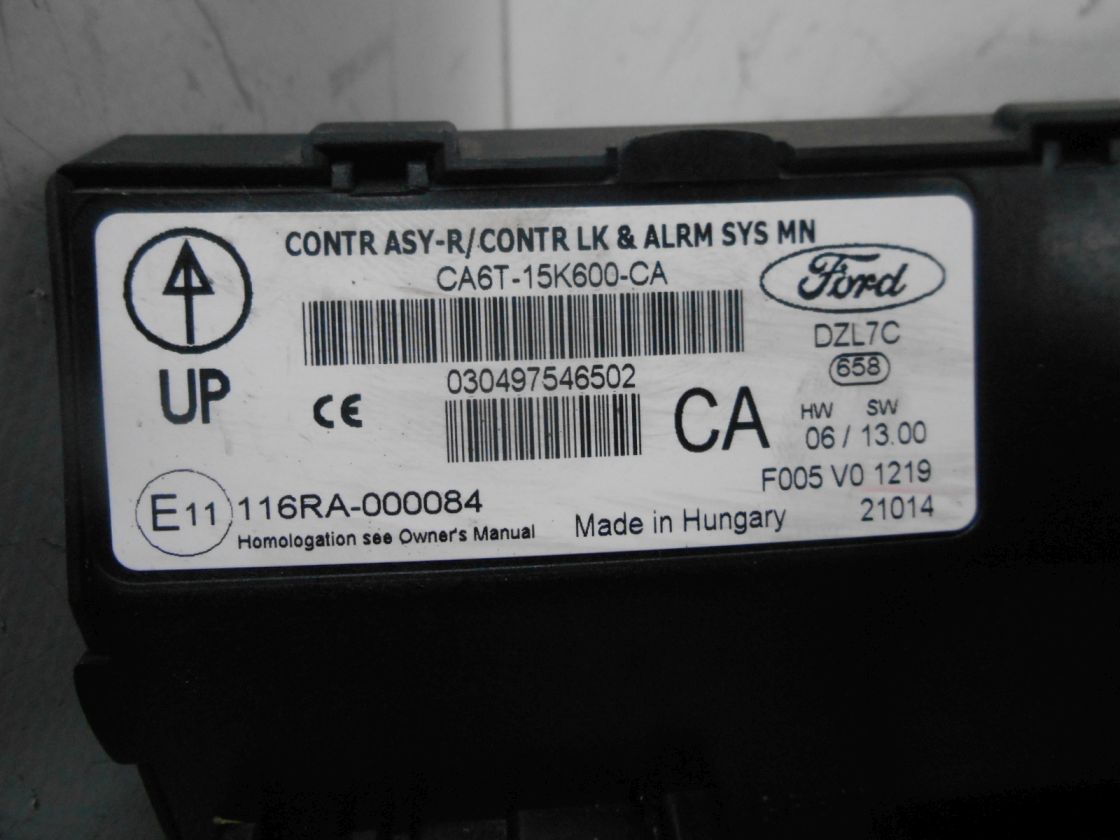 CONTR ASY-R/CONTR LK & ALRM SYS MN
CA6T-15K600-CA
Ford
UP
DZL7C
658
030497546502
CE
CA
HW SW
06 / 13.00
F005 V0 1219
21014
E11 116RA-000084
Homologation see Owner's Manual
Made in Hungary